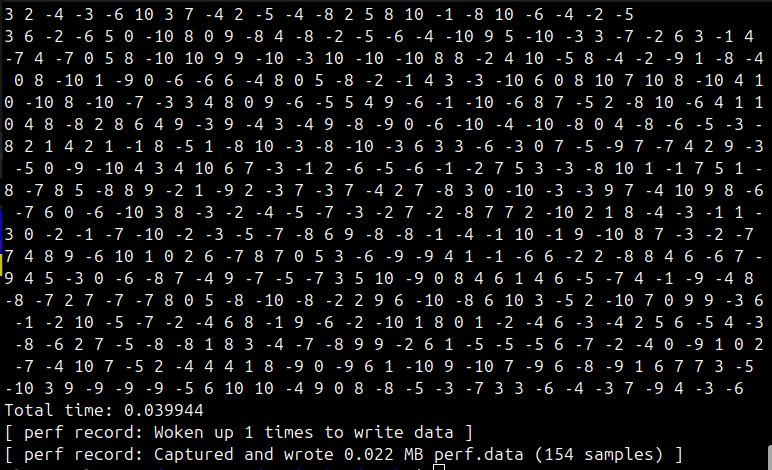 3 2 -4 -3 -6 10 3 7 -4 2 -5 -4 -8 2 5 8 10 -1 -8 10 -6 -4 -2 -5
3 6 -2 -6 5 0 -10 8 0 9 -8 4 -8 -2 -5 -6 -4 -10 9 5 -10 -3 3 -7 -2 6 3 -1 4
-7 4 -7 0 5 8 -10 10 9 9 -10 -3 10 -10 -10 8 8 -2 4 10 -5 8 -4 -2 -9 1 -8 -4
 0 8 -10 1 -9 0 -6 -6 6 -4 8 0 5 -8 -2 -1 4 3 -3 -10 6 0 8 10 7 10 8 -10 4 1
0 -10 8 -10 -7 -3 3 4 8 0 9 -6 -5 5 4 9 -6 -1 -10 -6 8 7 -5 2 -8 10 -6 4 1 1
0 4 8 -8 2 8 6 4 9 -3 9 -4 3 -4 9 -8 -9 0 -6 -10 -4 -10 -8 0 4 -8 -6 -5 -3 -
8 2 1 4 2 1 -1 8 -5 1 -8 10 -3 -8 -10 -3 6 3 3 -6 -3 0 7 -5 -9 7 -7 4 2 9 -3
 -5 0 -9 -10 4 3 4 10 6 7 -3 -1 2 -6 -5 -6 -1 -2 7 5 3 -3 -8 10 1 -1 7 5 1 -
8 -7 8 5 -8 8 9 -2 1 -9 2 -3 7 -3 7 -4 2 7 -8 3 0 -10 -3 -3 9 7 -4 10 9 8 -6
 -7 6 0 -6 -10 3 8 -3 -2 -4 -5 -7 -3 -2 7 -2 -8 7 7 2 -10 2 1 8 -4 -3 -1 1 -
3 0 -2 -1 -7 -10 -2 -3 -5 -7 -8 6 9 -8 -8 -1 -4 -1 10 -1 9 -10 8 7 -3 -2 -7
7 4 8 9 -6 10 1 0 2 6 -7 8 7 0 5 3 -6 -9 -9 4 1 -1 -6 6 -2 2 -8 8 4 6 -6 7 -
9 4 5 -3 0 -6 -8 7 -4 9 -7 -5 -7 3 5 10 -9 0 8 4 6 1 4 6 -5 -7 4 -1 -9 -4 8
-8 -7 2 7 -7 -7 8 0 5 -8 -10 -8 -2 2 9 6 -10 -8 6 10 3 -5 2 -10 7 0 9 9 -3 6
 -1 -2 10 -5 -7 -2 -4 6 8 -1 9 -6 -2 -10 1 8 0 1 -2 -4 6 -3 -4 2 5 6 -5 4 -3
 -8 -6 2 7 -5 -8 -8 1 8 3 -4 -7 -8 9 9 -2 6 1 -5 -5 -5 6 -7 -2 -4 0 -9 1 0 2
 -7 -4 10 7 -5 2 -4 4 4 1 8 -9 0 -9 6 1 -10 9 -10 7 -9 6 -8 -9 1 6 7 7 3 -5
-10 3 9 -9 -9 -9 -5 6 10 10 -4 9 0 8 -8 -5 -3 -7 3 3 -6 -4 -3 7 -9 4 -3 -6
Total time: 0.039944
[ perf record: Woken up 1 times to write data ]
[ perf record: Captured and wrote 0.022 MB perf.data (154 samples) ]